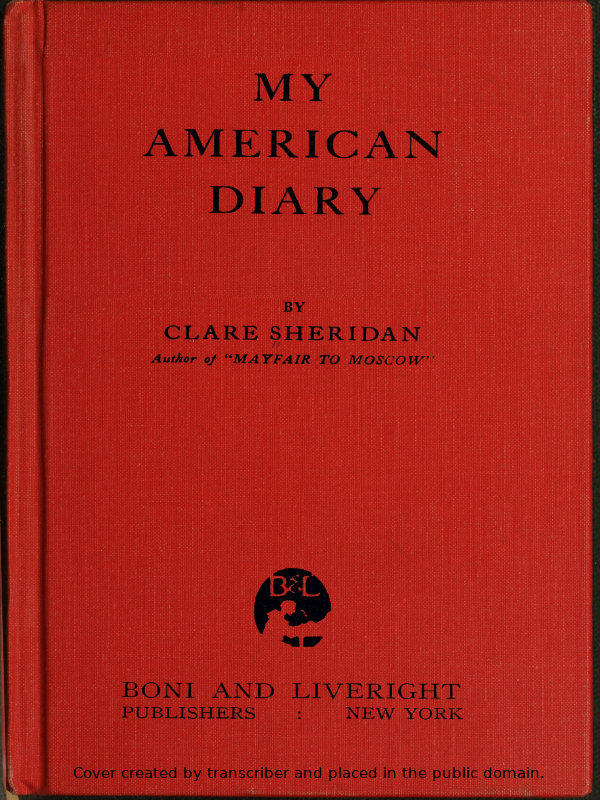 MY
AMERICAN
DIARY
BY
CLARE SHERIDAN
Author of "MAYFAIR TO MOSCOW"
B&L
BONI AND LIVERIGHT
PUBLISHERS : NEW YORK
Cover created by transcriber and placed in the public domain.